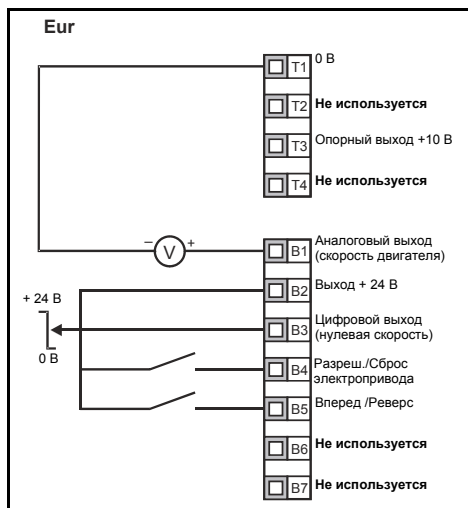 Eur
T1 0 В
T2 Не используется
T3 Опорный выход +10 В
T4 Не используется
– V +
B1 Аналоговый выход
(скорость двигателя)
B2 Выход + 24 В
+ 24 В
0 В
B3 Цифровой выход
(нулевая скорость)
B4 Разреш./Сброс
электропривода
B5 Вперед /Реверс
B6 Не используется
B7 Не используется